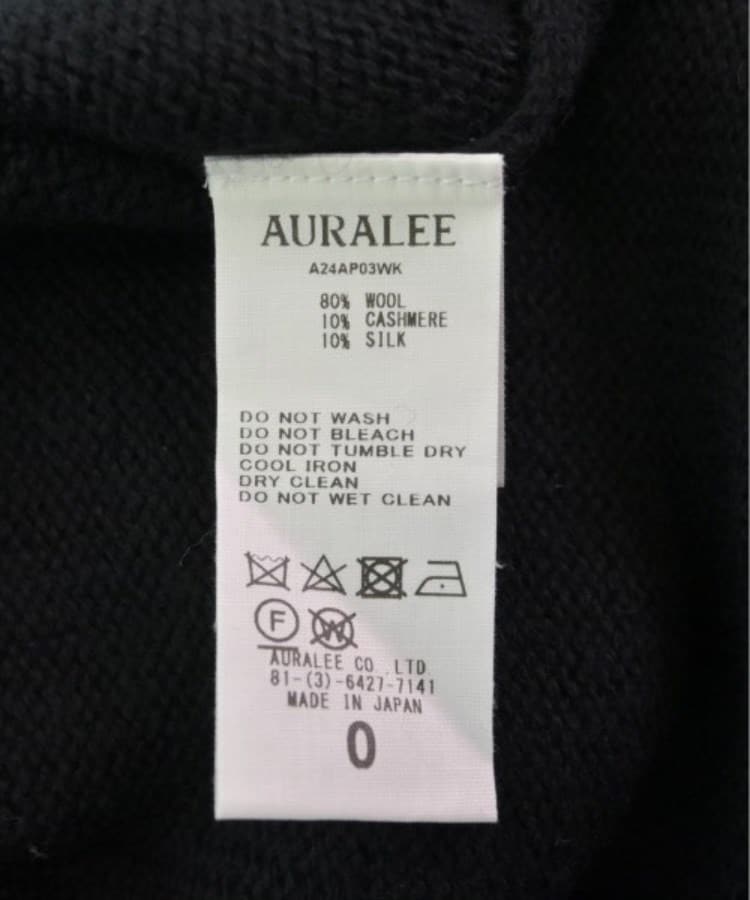 AURALEE
A24AP03WK
80% WOOL
10% CASHMERE
10% SILK
DO NOT WASH
DO NOT BLEACH
DO NOT TUMBLE DRY
COOL IRON
DRY CLEAN
DO NOT WET CLEAN
F W
AURALEE CO.,LTD
81-(3)-6427-7141
MADE IN JAPAN
0